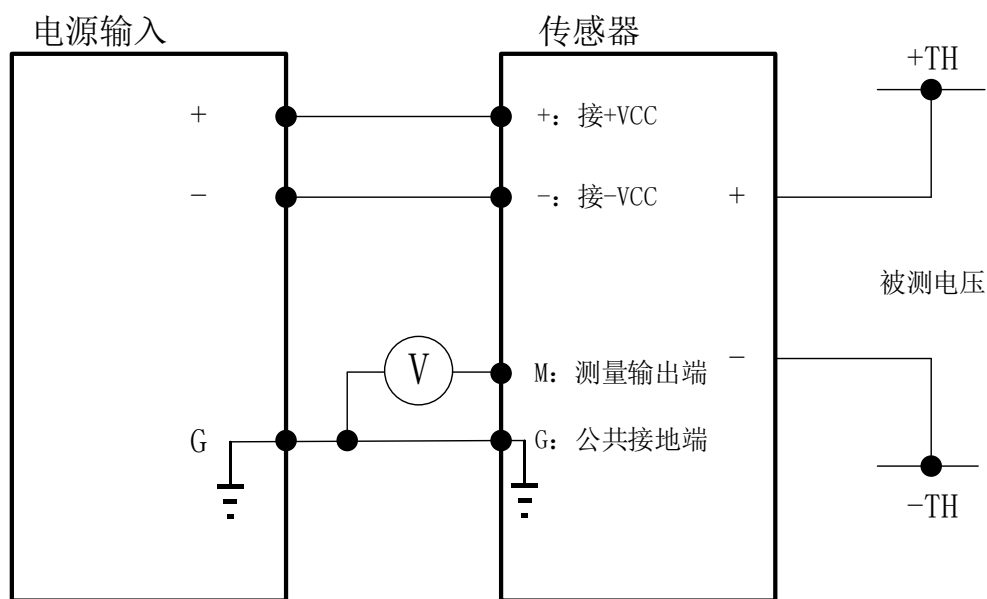 电源输入
传感器
+TH
+
+：接+VCC
-
-：接-VCC
+
被测电压
V
M：测量输出端
-
G
G：公共接地端
-TH